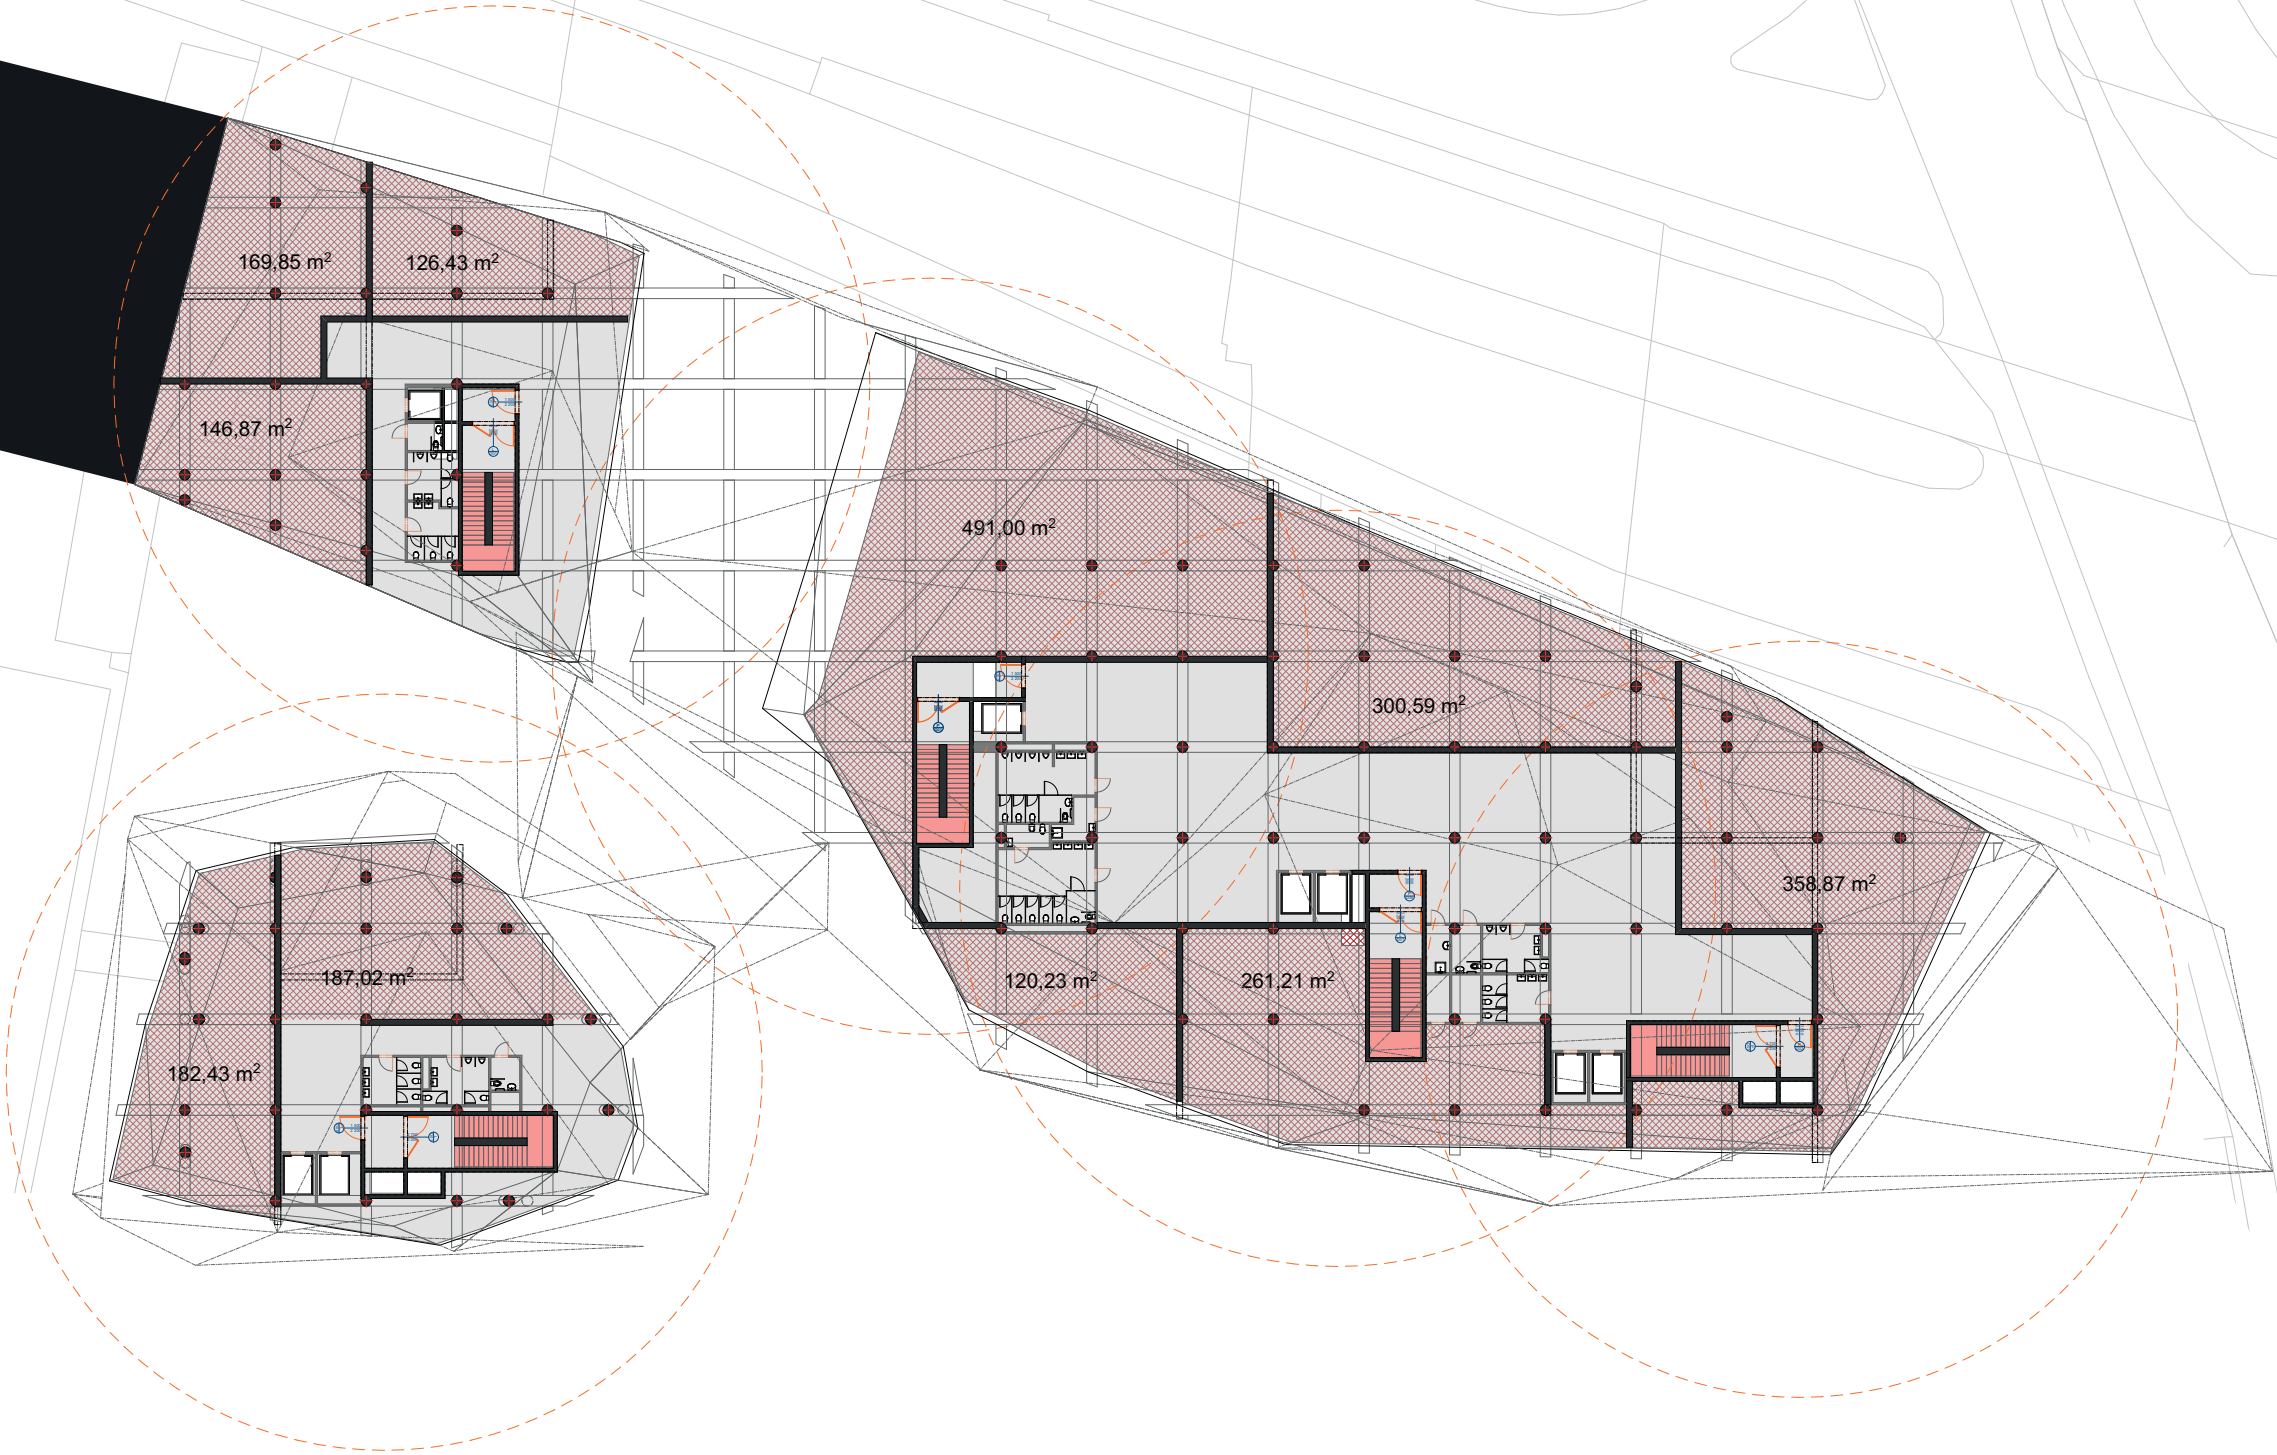 169,85 m²
126,43 m²
146,87 m²
491,00 m²
300,59 m²
358,87 m²
187,02 m²
120,23 m²
261,21 m²
182,43 m²